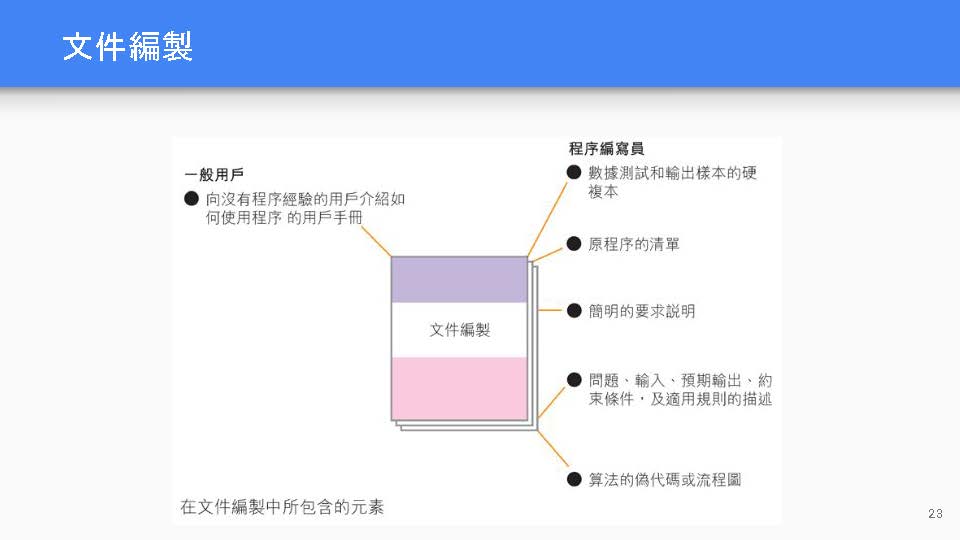 文件編製
一般用戶
● 向沒有程序經驗的用戶介紹如
何使用程序 的用戶手冊
程序編寫員
● 數據測試和輸出樣本的硬
複本
● 原程序的清單
● 簡明的要求説明
● 問題、輸入、預期輸出、約
束條件，及適用規則的描述
● 算法的偽代碼或流程圖
文件編製
在文件編製中所包含的元素
23